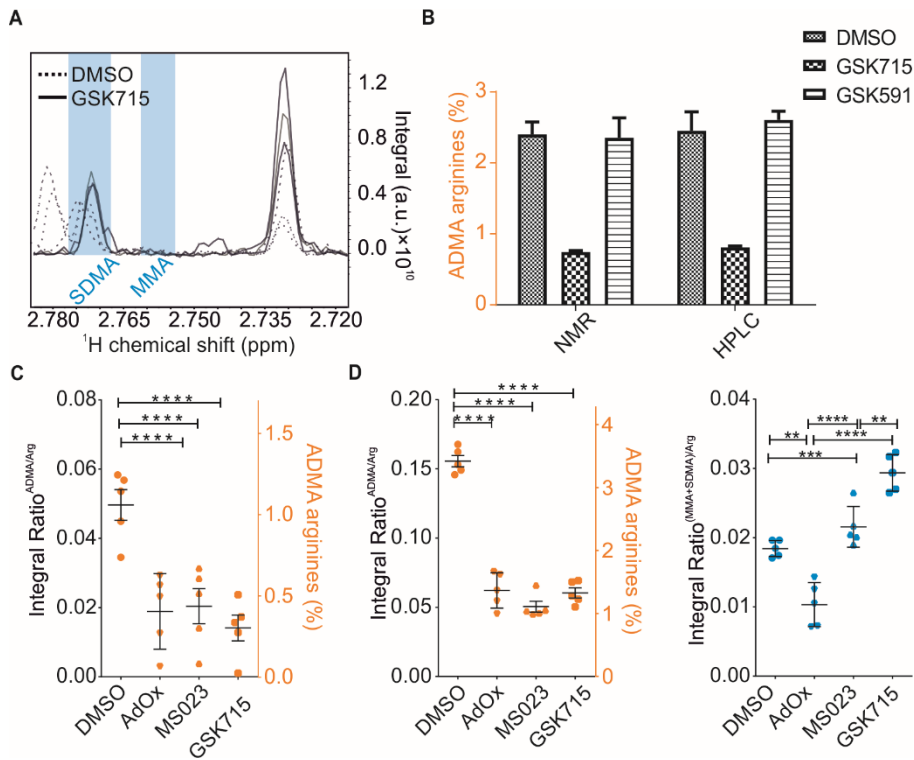 A
DMSO
GSK715
1.2
0.8
0.4
0.0
Integral (a.u.)×10¹⁰
SDMA
MMA
2.780 2.765 2.750 2.735 2.720
¹H chemical shift (ppm)
B
DMSO
GSK715
GSK591
ADMA arginines (%)
3
2
1
0
NMR
HPLC
C
Integral Ratio^ADMA/Arg
0.08
0.06
0.04
0.02
0.00
****
****
****
1.5
1.0
0.5
0.0
ADMA arginines (%)
DMSO
AdOx
MS023
GSK715
D
Integral Ratio^ADMA/Arg
0.20
0.15
0.10
0.05
0.00
****
****
****
4
3
2
1
0
ADMA arginines (%)
DMSO
AdOx
MS023
GSK715
Integral Ratio^(MMA+SDMA)/Arg
0.04
0.03
0.02
0.01
0.00
**** **
** ****
***
DMSO
AdOx
MS023
GSK715